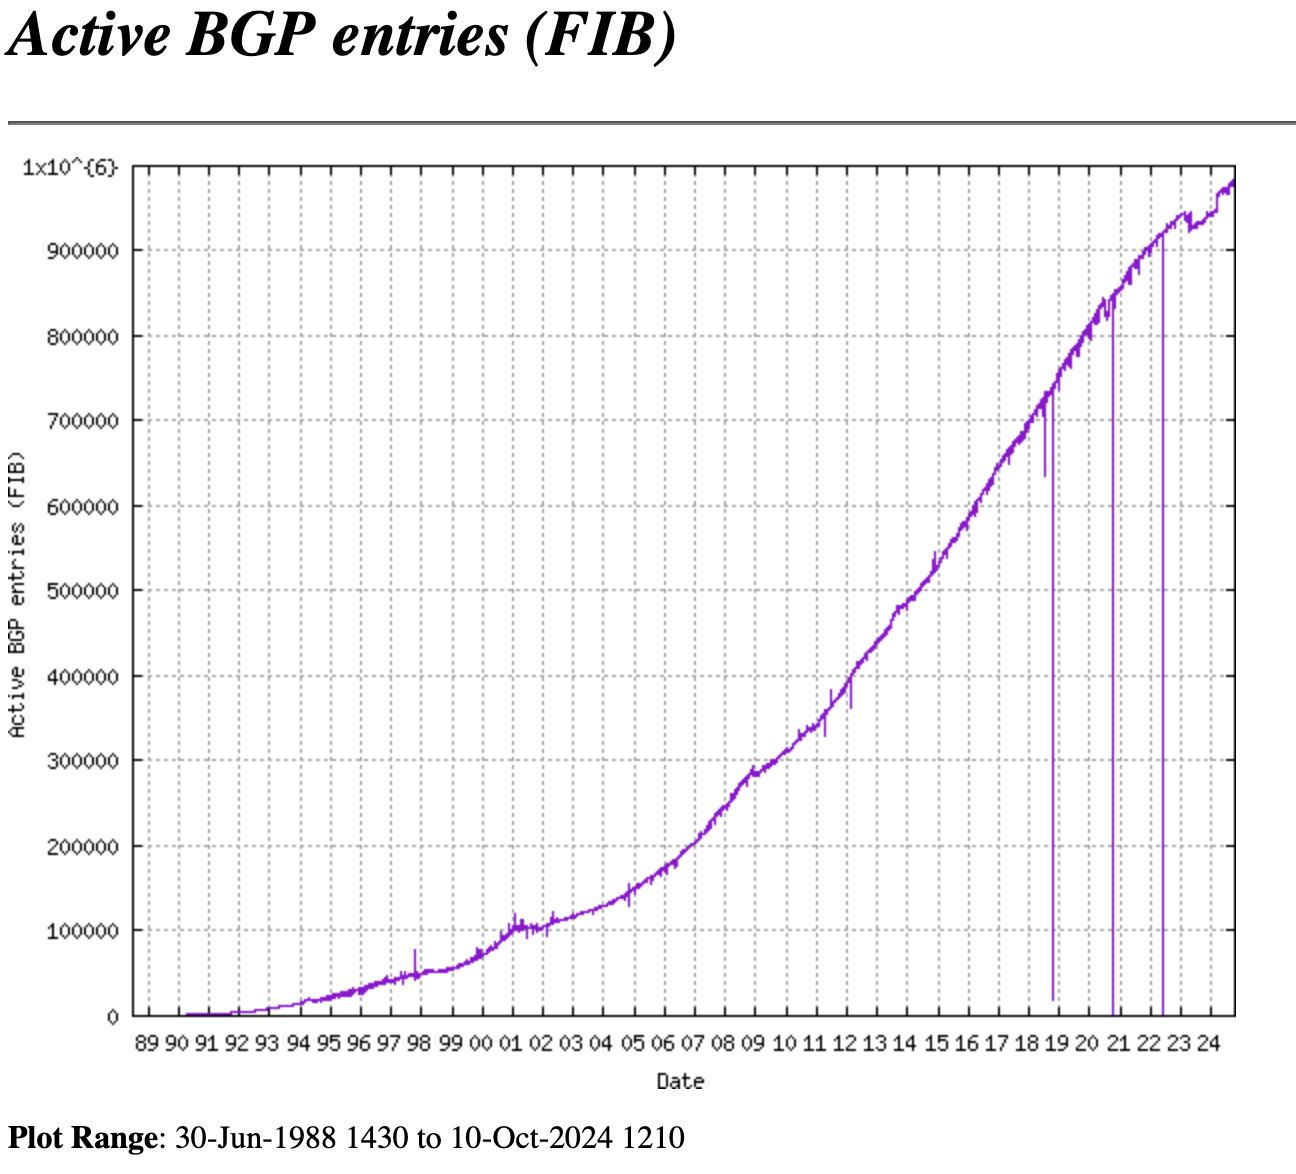 Active BGP entries (FIB)
1x10^{6}
900000
800000
700000
600000
500000
400000
300000
200000
100000
0
Active BGP entries (FIB)
89 90 91 92 93 94 95 96 97 98 99 00 01 02 03 04 05 06 07 08 09 10 11 12 13 14 15 16 17 18 19 20 21 22 23 24
Date
Plot Range: 30-Jun-1988 1430 to 10-Oct-2024 1210